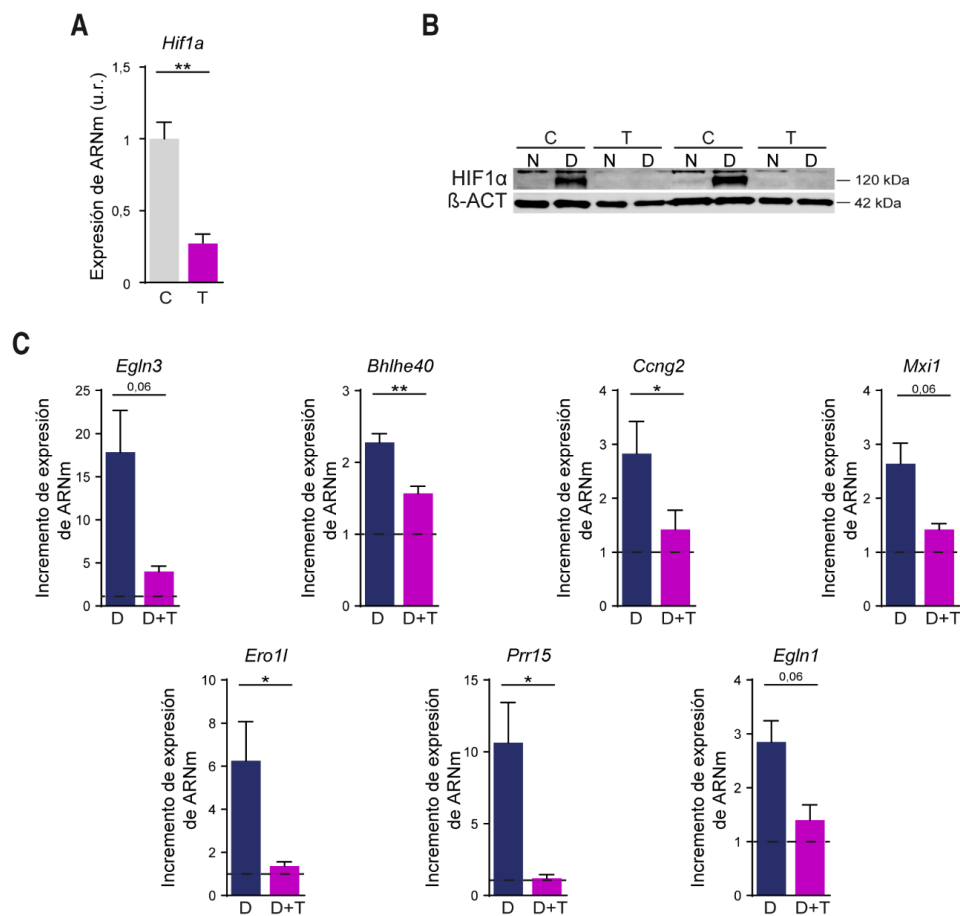 A
Hif1a
**
Expresión de ARNm (u.r.)
1,5
1
0,5
0
C T
B
C T C T
N D N D N D N D
HIF1α — 120 kDa
ß-ACT — 42 kDa
C
Egln3
0,06
Incremento de expresión
de ARNm
25
20
15
10
5
0
D D+T
Bhlhe40
**
Incremento de expresión
de ARNm
3
2
1
0
D D+T
Ccng2
*
Incremento de expresión
de ARNm
4
3
2
1
0
D D+T
Mxi1
0,06
Incremento de expresión
de ARNm
4
3
2
1
0
D D+T
Ero1l
*
Incremento de expresión
de ARNm
10
8
6
4
2
0
D D+T
Prr15
*
Incremento de expresión
de ARNm
15
10
5
0
D D+T
Egln1
0,06
Incremento de expresión
de ARNm
4
3
2
1
0
D D+T